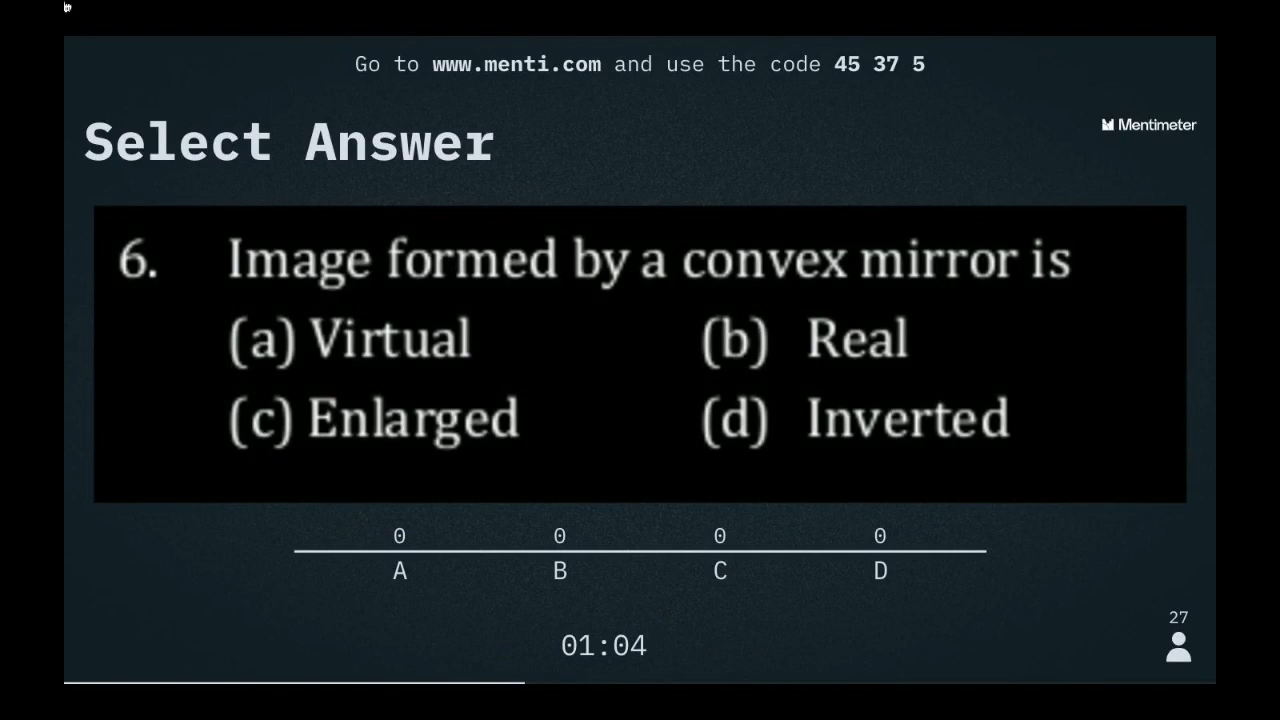 Go to www.menti.com and use the code 45 37 5
Select Answer
Mentimeter
6. Image formed by a convex mirror is
(a) Virtual (b) Real
(c) Enlarged (d) Inverted
0 0 0 0
A B C D
27
01:04